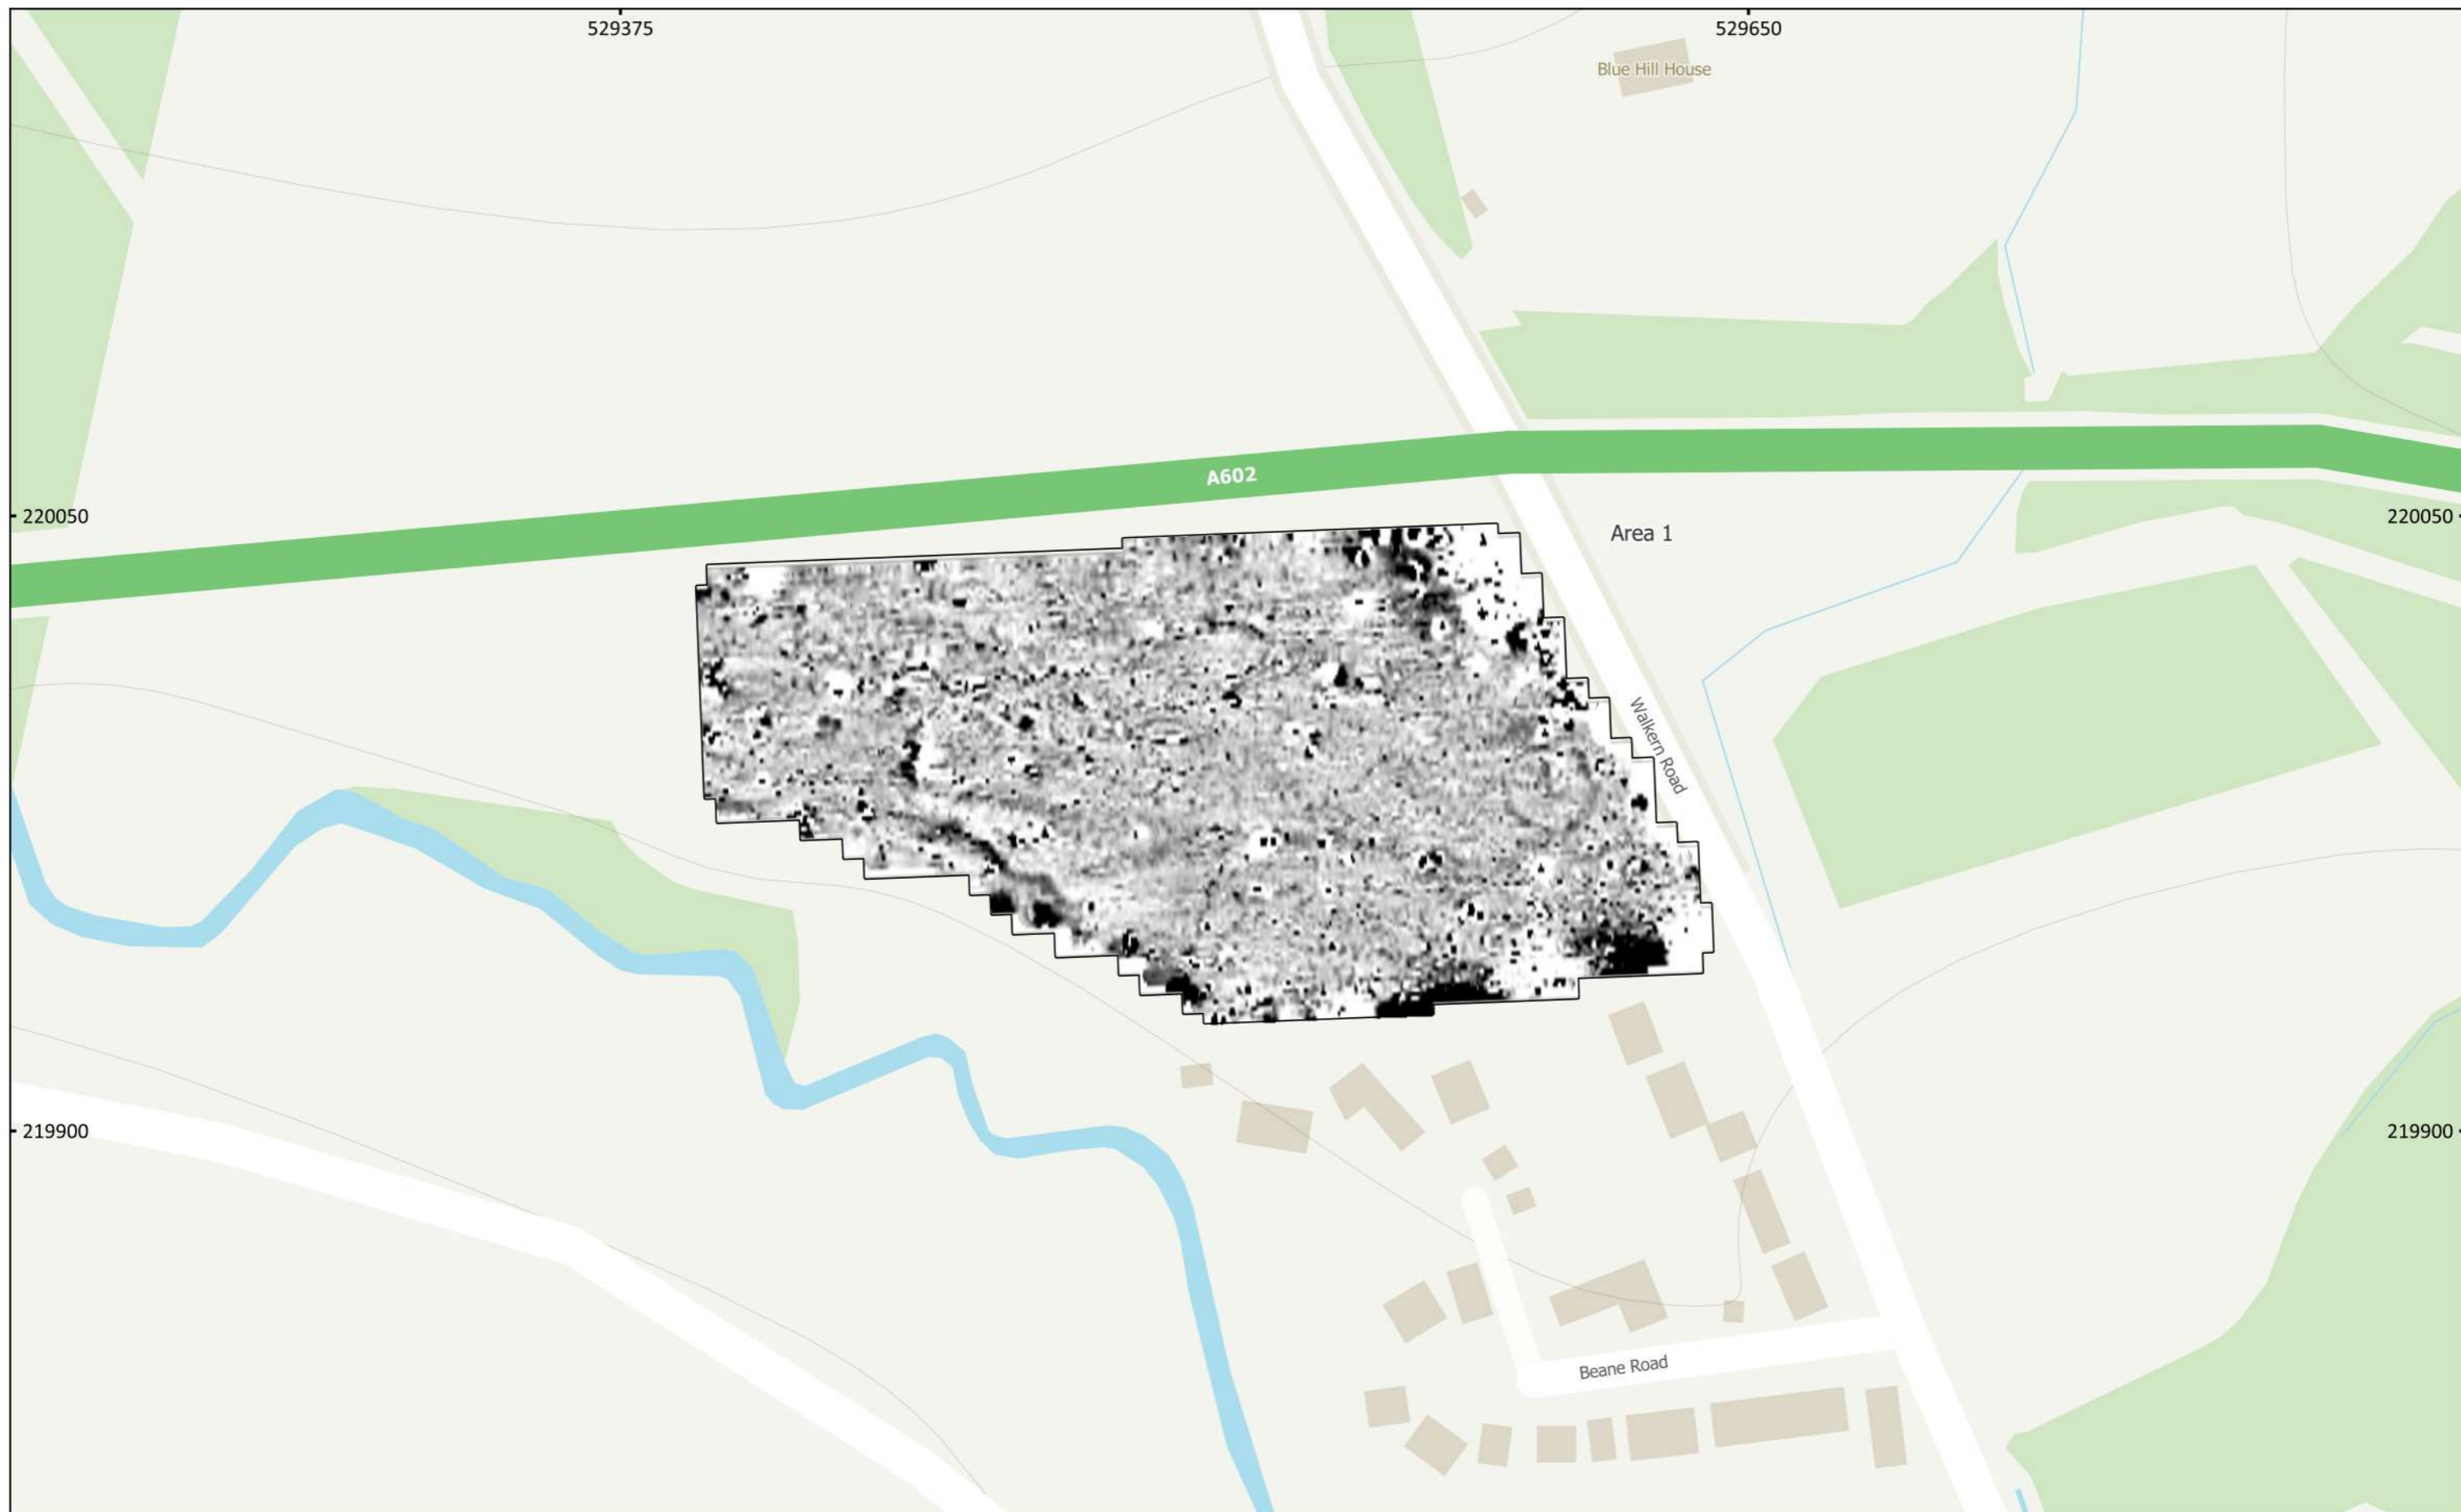 529375
529650
Blue Hill House
A602
220050
220050
Area 1
Walkern Road
219900
219900
Beane Road